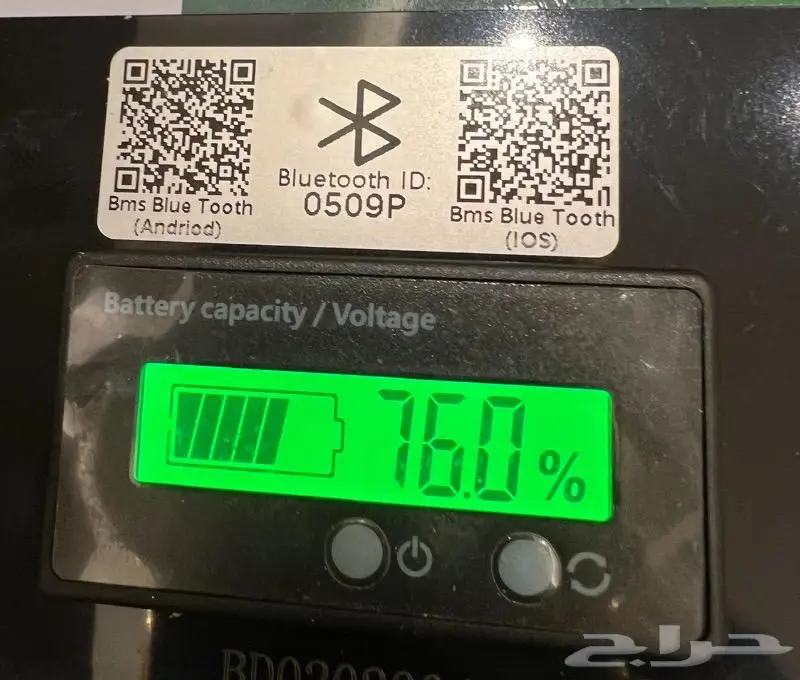 Bms Blue Tooth
(Andriod)
Bluetooth ID:
0509P
Bms Blue Tooth
(IOS)
Battery capacity / Voltage
76.0 %
حراج